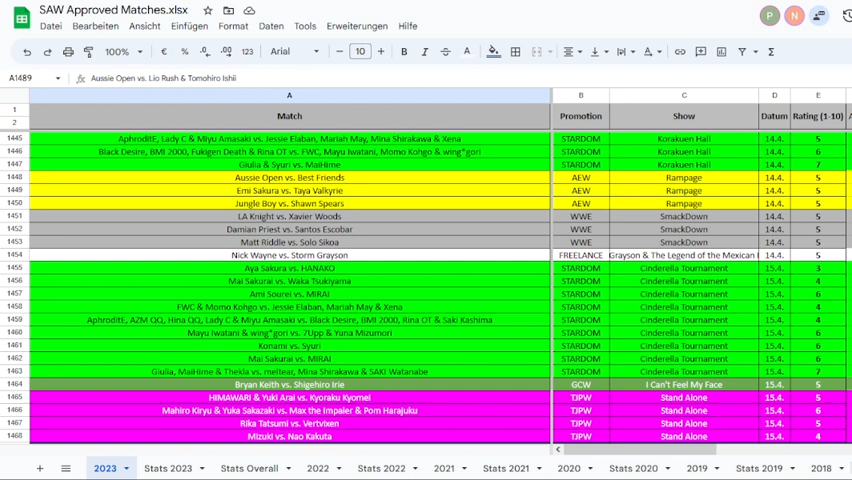 SAW Approved Matches.xlsx
P N
Datei Bearbeiten Ansicht Einfügen Format Daten Tools Erweiterungen Hilfe
100% € % .0 .00 123 Arial − 10 + B I S A
A1489 fx Aussie Open vs. Lio Rush & Tomohiro Ishii
A B C D E
1 2 Match Promotion Show Datum Rating (1-10)
1445 AphroditE, Lady C & Miyu Amasaki vs. Jessie Elaban, Mariah May, Mina Shirakawa & Xena STARDOM Korakuen Hall 14.4. 5
1446 Black Desire, BMI 2000, Fukigen Death & Rina OT vs. FWC, Mayu Iwatani, Momo Kohgo & wing*gori STARDOM Korakuen Hall 14.4. 6
1447 Giulia & Syuri vs. MaiHime STARDOM Korakuen Hall 14.4. 7
1448 Aussie Open vs. Best Friends AEW Rampage 14.4. 5
1449 Emi Sakura vs. Taya Valkyrie AEW Rampage 14.4. 5
1450 Jungle Boy vs. Shawn Spears AEW Rampage 14.4. 5
1451 LA Knight vs. Xavier Woods WWE SmackDown 14.4. 5
1452 Damian Priest vs. Santos Escobar WWE SmackDown 14.4. 5
1453 Matt Riddle vs. Solo Sikoa WWE SmackDown 14.4. 5
1454 Nick Wayne vs. Storm Grayson FREELANCE Grayson & The Legend of the Mexican 14.4. 5
1455 Aya Sakura vs. HANAKO STARDOM Cinderella Tournament 15.4. 3
1456 Mai Sakurai vs. Waka Tsukiyama STARDOM Cinderella Tournament 15.4. 4
1457 Ami Sourei vs. MIRAI STARDOM Cinderella Tournament 15.4. 6
1458 FWC & Momo Kohgo vs. Jessie Elaban, Mariah May & Xena STARDOM Cinderella Tournament 15.4. 4
1459 AphroditE, AZM QQ, Hina QQ, Lady C & Miyu Amasaki vs. Black Desire, BMI 2000, Rina OT & Saki Kashima STARDOM Cinderella Tournament 15.4. 4
1460 Mayu Iwatani & wing*gori vs. 7Upp & Yuna Mizumori STARDOM Cinderella Tournament 15.4. 6
1461 Konami vs. Syuri STARDOM Cinderella Tournament 15.4. 6
1462 Mai Sakurai vs. MIRAI STARDOM Cinderella Tournament 15.4. 6
1463 Giulia, MaiHime & Thekla vs. meltear, Mina Shirakawa & SAKI Watanabe STARDOM Cinderella Tournament 15.4. 7
1464 Bryan Keith vs. Shigehiro Irie GCW I Can't Feel My Face 15.4. 5
1465 HIMAWARI & Yuki Arai vs. Kyoraku Kyomei TJPW Stand Alone 15.4. 5
1466 Mahiro Kiryu & Yuka Sakazaki vs. Max the Impaler & Pom Harajuku TJPW Stand Alone 15.4. 6
1467 Rika Tatsumi vs. Vertvixen TJPW Stand Alone 15.4. 5
1468 Mizuki vs. Nao Kakuta TJPW Stand Alone 15.4. 4
2023 Stats 2023 Stats Overall 2022 Stats 2022 2021 Stats 2021 2020 Stats 2020 2019 Stats 2019 2018